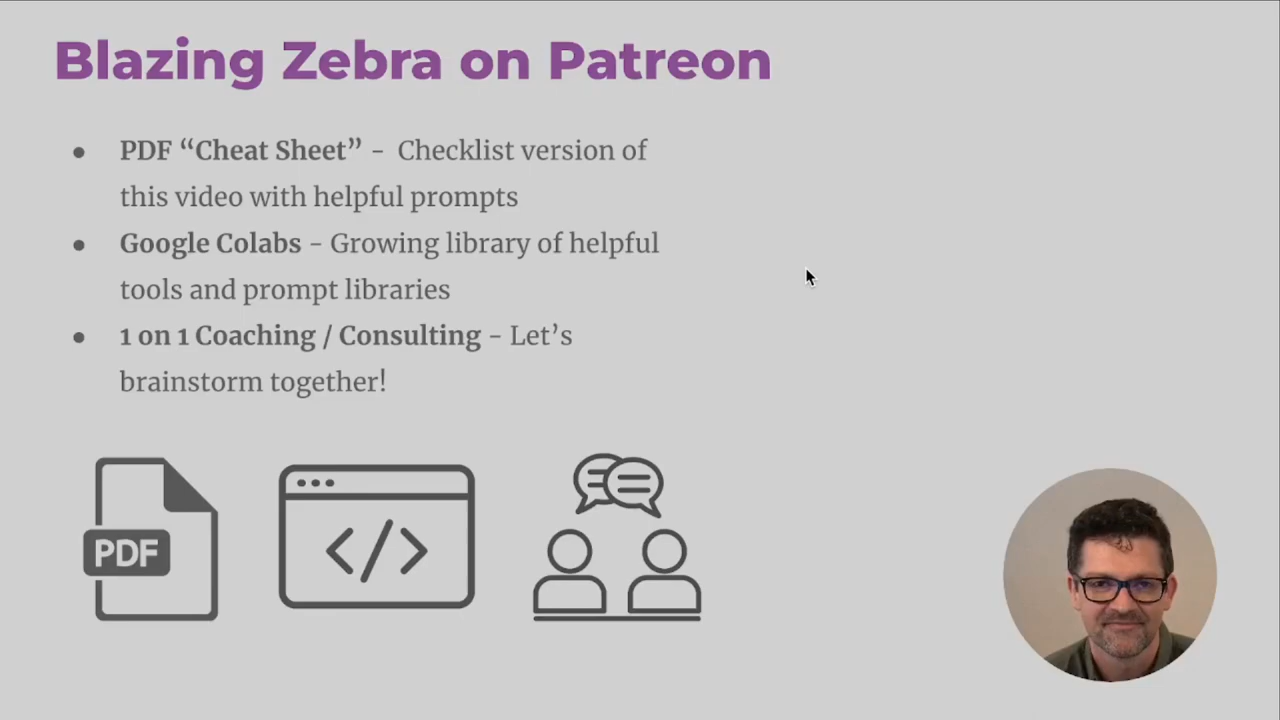 Blazing Zebra on Patreon
● PDF “Cheat Sheet” - Checklist version of
this video with helpful prompts
● Google Colabs - Growing library of helpful
tools and prompt libraries
● 1 on 1 Coaching / Consulting - Let’s
brainstorm together!
PDF
</>